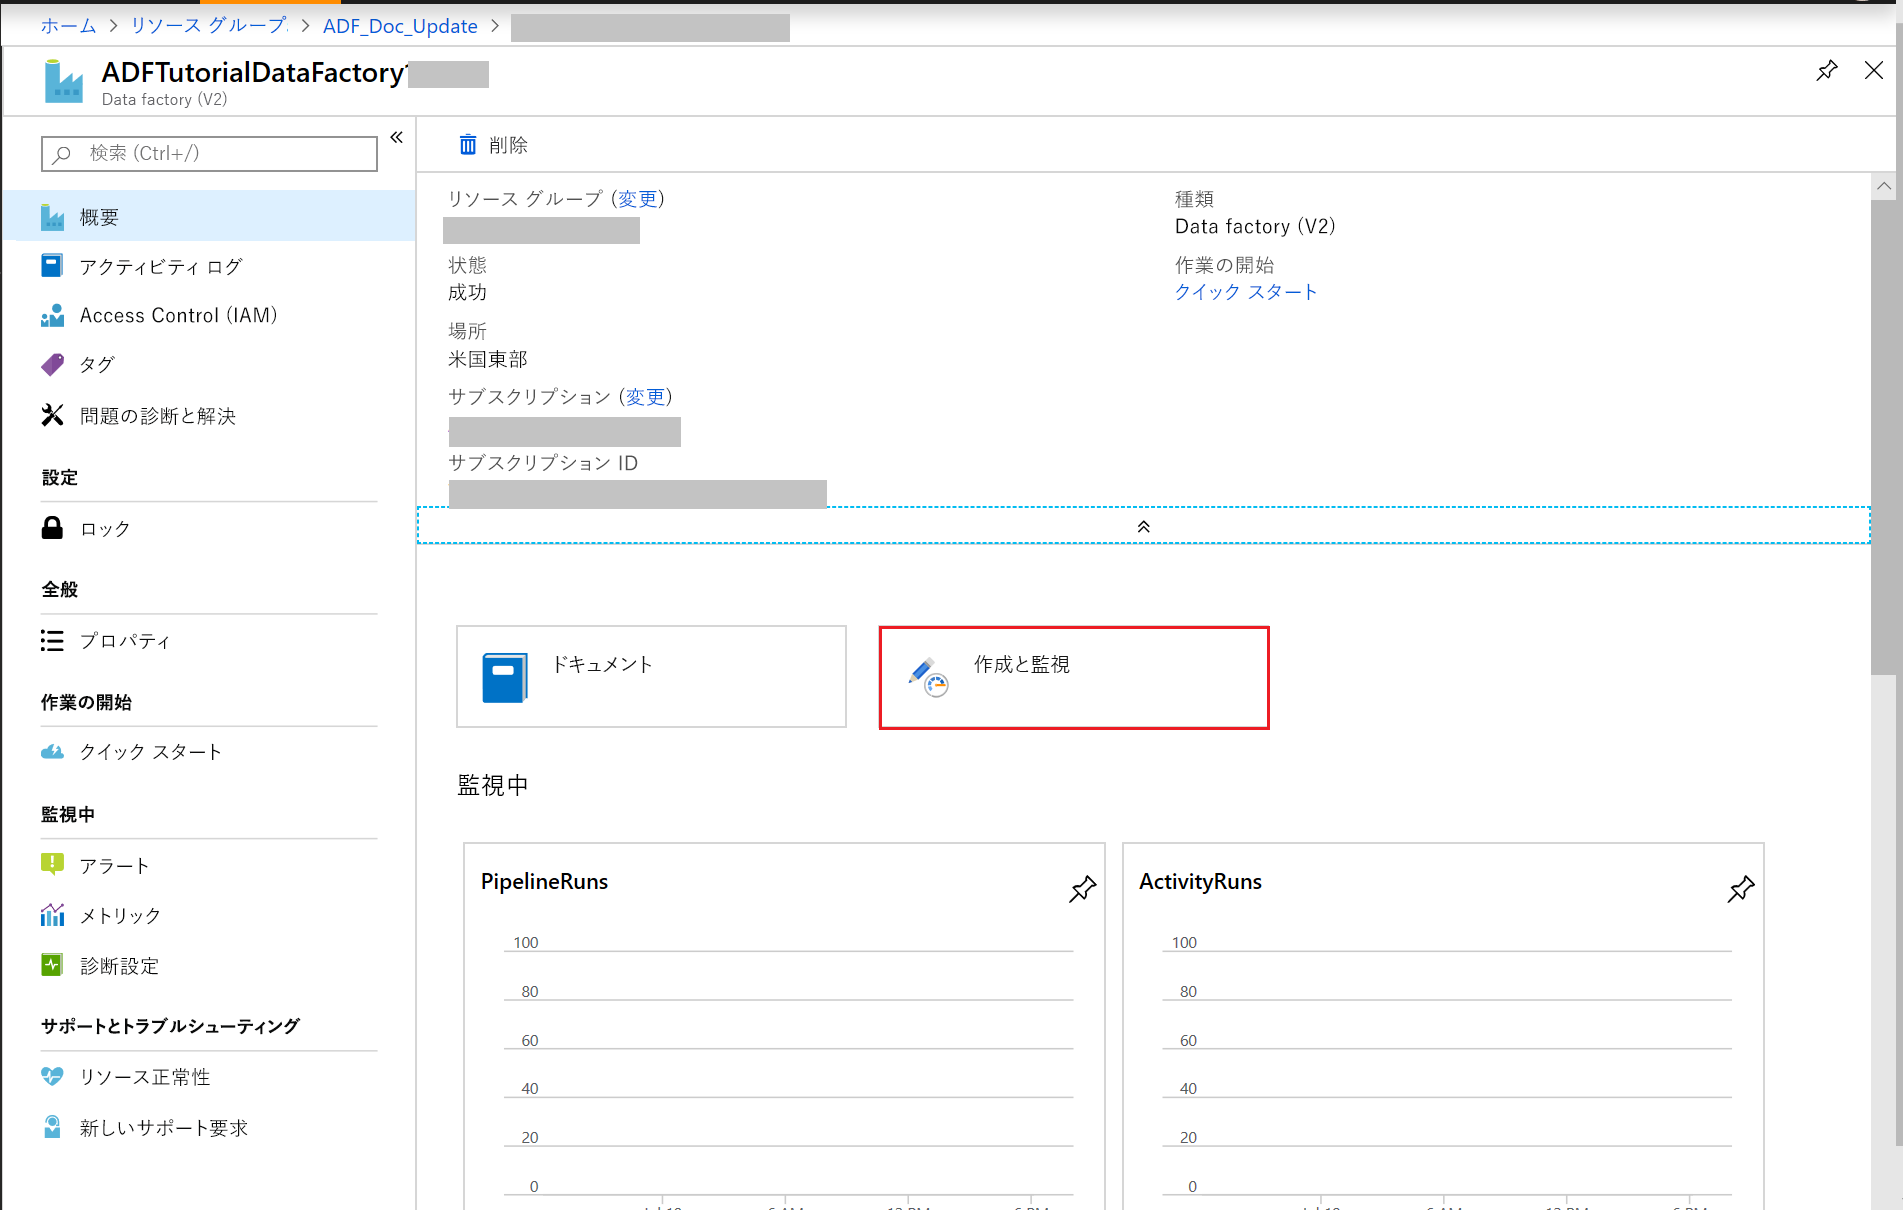 ホーム > リソース グループ > ADF_Doc_Update >
ADFTutorialDataFactory
Data factory (V2)
検索 (Ctrl+/)
概要
アクティビティ ログ
Access Control (IAM)
タグ
問題の診断と解決
設定
ロック
全般
プロパティ
作業の開始
クイック スタート
監視中
アラート
メトリック
診断設定
サポートとトラブルシューティング
リソース正常性
新しいサポート要求
削除
リソース グループ (変更)
状態
成功
場所
米国東部
サブスクリプション (変更)
サブスクリプション ID
種類
Data factory (V2)
作業の開始
クイック スタート
ドキュメント
作成と監視
監視中
PipelineRuns
100
80
60
40
20
0
ActivityRuns
100
80
60
40
20
0